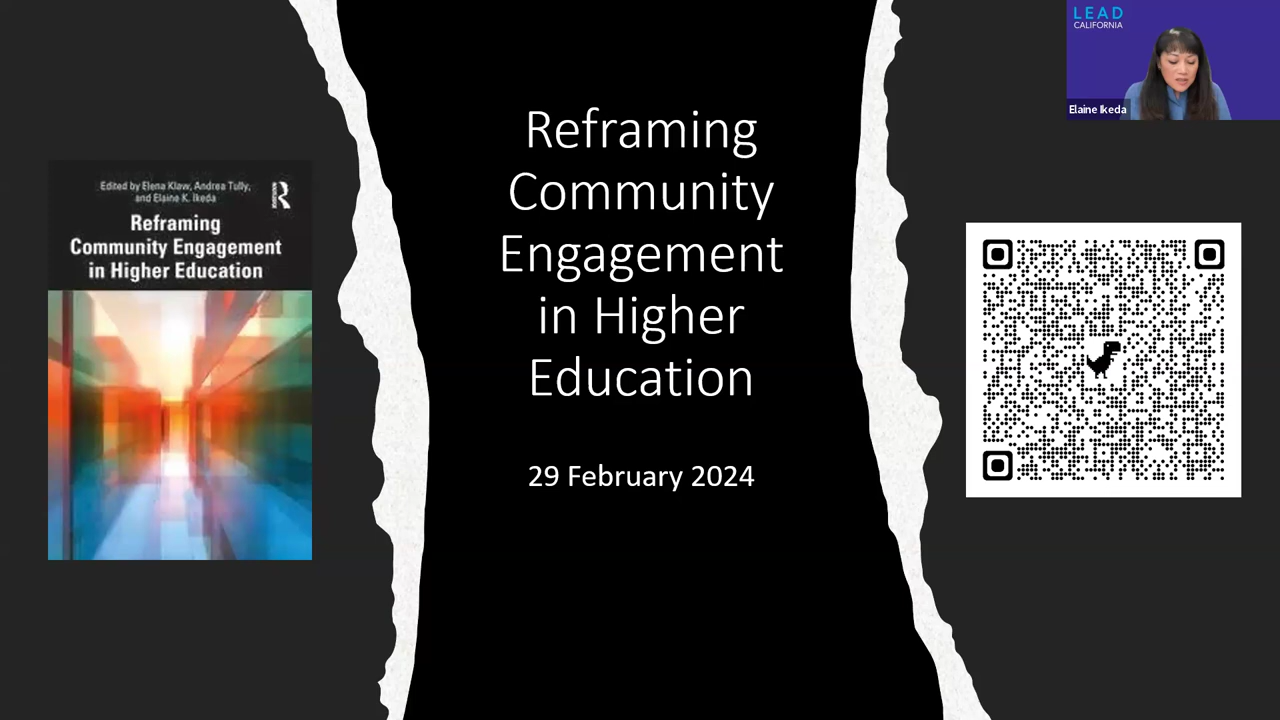 LEAD
CALIFORNIA
Elaine Ikeda
Edited by Elena Klaw, Andrea Tully,
and Elaine K. Ikeda
R
Reframing
Community Engagement
in Higher Education
Reframing
Community
Engagement
in Higher
Education
29 February 2024